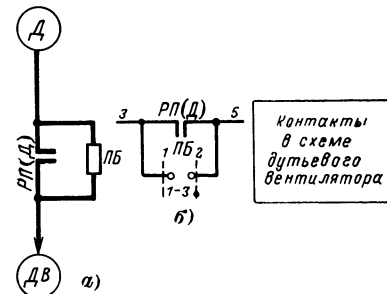 Д
РП(Д)
ПБ
ДВ
а)
РП(Д)
3
5
1 ПБ 2
1-3
б)
Контакты
в схеме
дутьевого
вентилятора